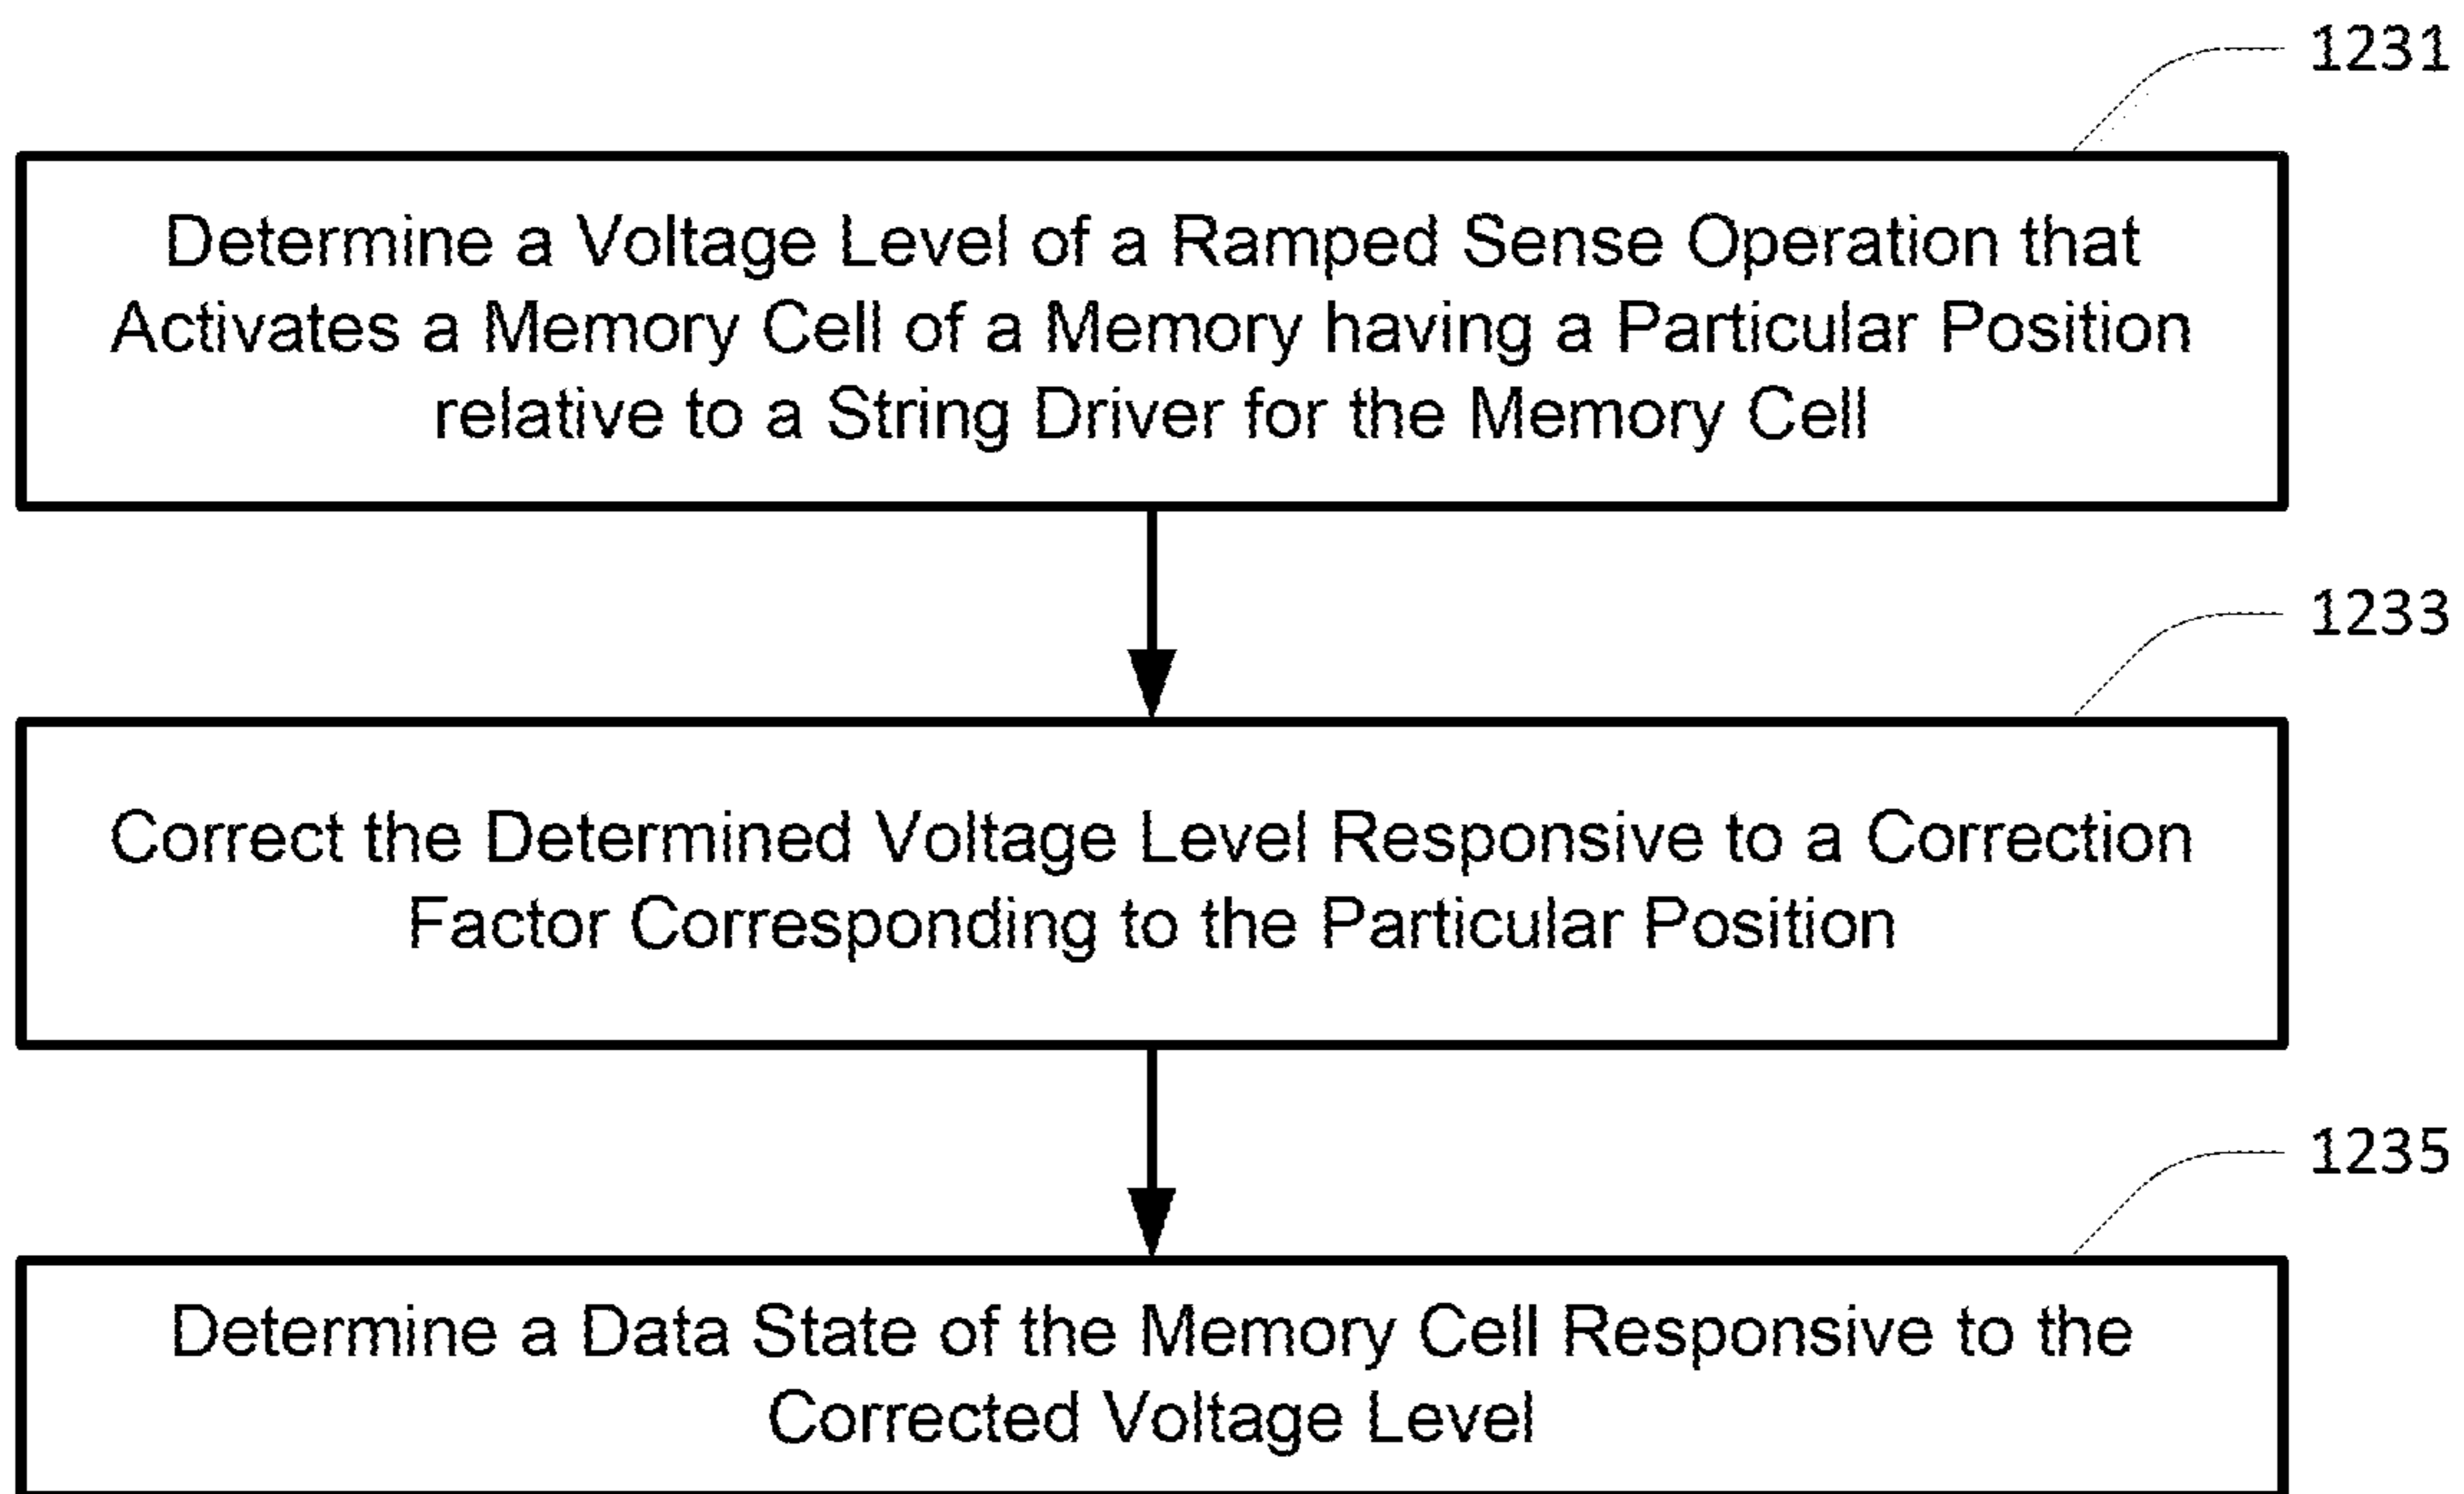 1231
Determine a Voltage Level of a Ramped Sense Operation that
Activates a Memory Cell of a Memory having a Particular Position
relative to a String Driver for the Memory Cell
1233
Correct the Determined Voltage Level Responsive to a Correction
Factor Corresponding to the Particular Position
1235
Determine a Data State of the Memory Cell Responsive to the
Corrected Voltage Level